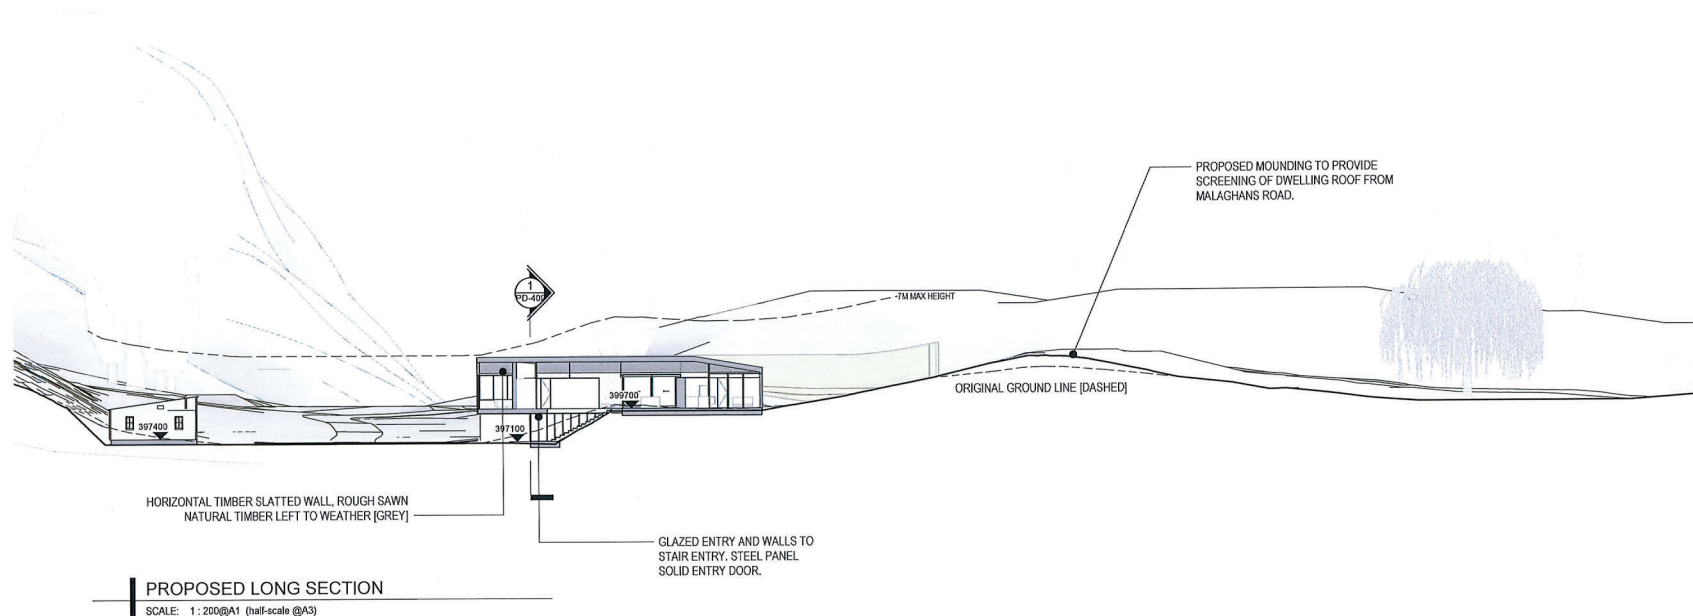 PROPOSED MOUNDING TO PROVIDE
SCREENING OF DWELLING ROOF FROM
MALAGHANS ROAD.
1
PD-400
-7M MAX HEIGHT
ORIGINAL GROUND LINE [DASHED]
399700
397400
397100
HORIZONTAL TIMBER SLATTED WALL, ROUGH SAWN
NATURAL TIMBER LEFT TO WEATHER [GREY]
GLAZED ENTRY AND WALLS TO
STAIR ENTRY. STEEL PANEL
SOLID ENTRY DOOR.
PROPOSED LONG SECTION
SCALE: 1 : 200@A1 (half-scale @A3)